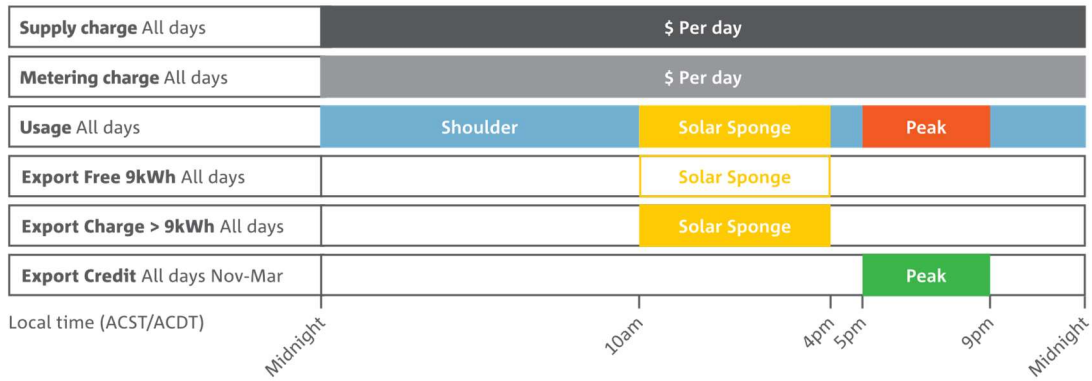 Supply charge All days $ Per day
Metering charge All days $ Per day
Usage All days Shoulder Solar Sponge Peak
Export Free 9kWh All days Solar Sponge
Export Charge > 9kWh All days Solar Sponge
Export Credit All days Nov-Mar Peak
Local time (ACST/ACDT) Midnight 10am 4pm 5pm 9pm Midnight